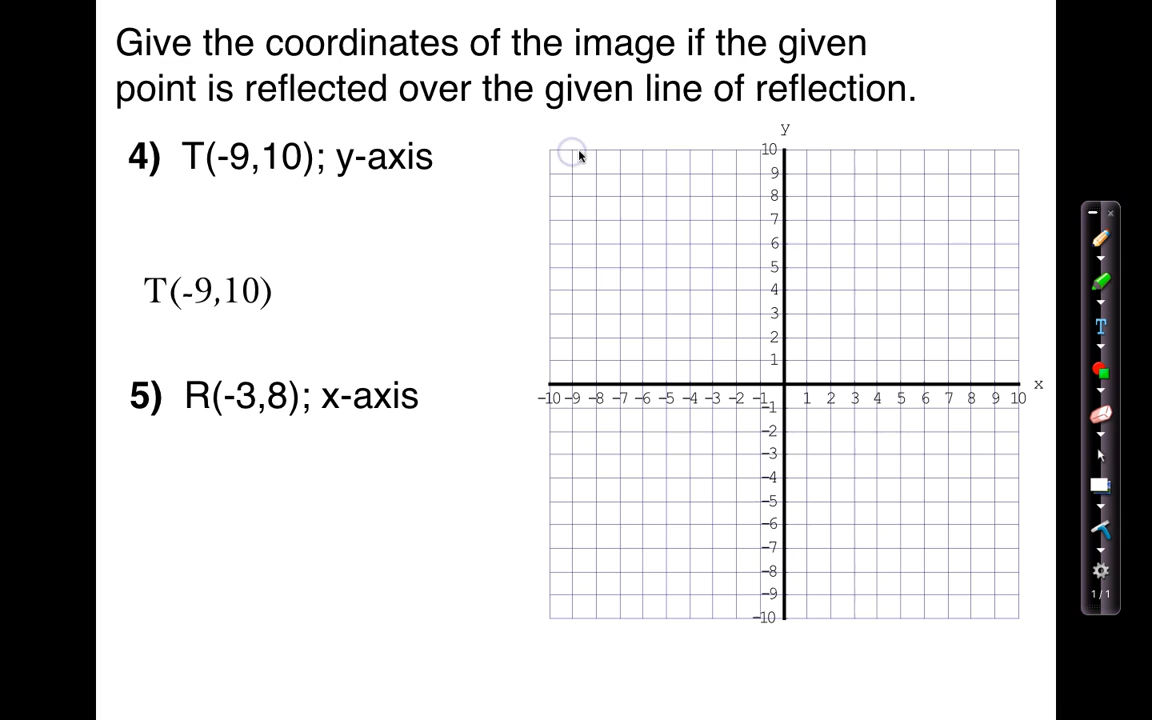 Give the coordinates of the image if the given
point is reflected over the given line of reflection.
4) T(-9,10); y-axis
T(-9,10)
5) R(-3,8); x-axis
y
10
9
8
7
6
5
4
3
2
1
x
-10 -9 -8 -7 -6 -5 -4 -3 -2 -1 1 2 3 4 5 6 7 8 9 10
-1
-2
-3
-4
-5
-6
-7
-8
-9
-10
T
1/1